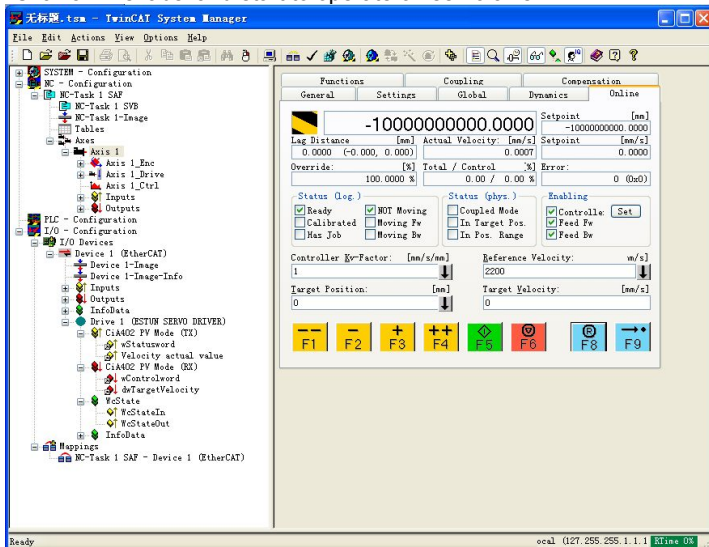 无标题.tsm - TwinCAT System Manager
File Edit Actions View Options Help
SYSTEM - Configuration
NC - Configuration
NC-Task 1 SAF
NC-Task 1 SVB
NC-Task 1-Image
Tables
Axes
Axis 1
Axis 1_Enc
Axis 1_Drive
Axis 1_Ctrl
Inputs
Outputs
PLC - Configuration
I/O - Configuration
I/O Devices
Device 1 (EtherCAT)
Device 1-Image
Device 1-Image-Info
Inputs
Outputs
InfoData
Drive 1 (ESTUN SERVO DRIVER)
CiA402 PV Mode (TX)
wStatusword
Velocity actual value
CiA402 PV Mode (RX)
wControlword
dwTargetVelocity
WcState
WcStateIn
WcStateOut
InfoData
Mappings
NC-Task 1 SAF - Device 1 (EtherCAT)
Functions Coupling Compensation
General Settings Global Dynamics Online
-10000000000.0000
Setpoint [mm]
-10000000000.0000
Lag Distance [mm] Actual Velocity: [mm/s] Setpoint [mm/s]
0.0000 (-0.000, 0.000) 0.0007 0.0000
Override: [%] Total / Control [%] Error:
100.0000 % 0.00 / 0.00 % 0 (0x0)
Status (log.) Status (phys.) Enabling
Ready NOT Moving Coupled Mode Controlle: Set
Calibrated Moving Fw In Target Pos. Feed Fw
Has Job Moving Bw In Pos. Range Feed Bw
Controller Kv-Factor: [mm/s/mm] Reference Velocity: m/s]
1 2200
Target Position: [mm] Target Velocity: [mm/s]
0 0
-- - + ++ R
F1 F2 F3 F4 F5 F6 F8 F9
Ready ocal (127.255.255.1.1.1 RTime 0%